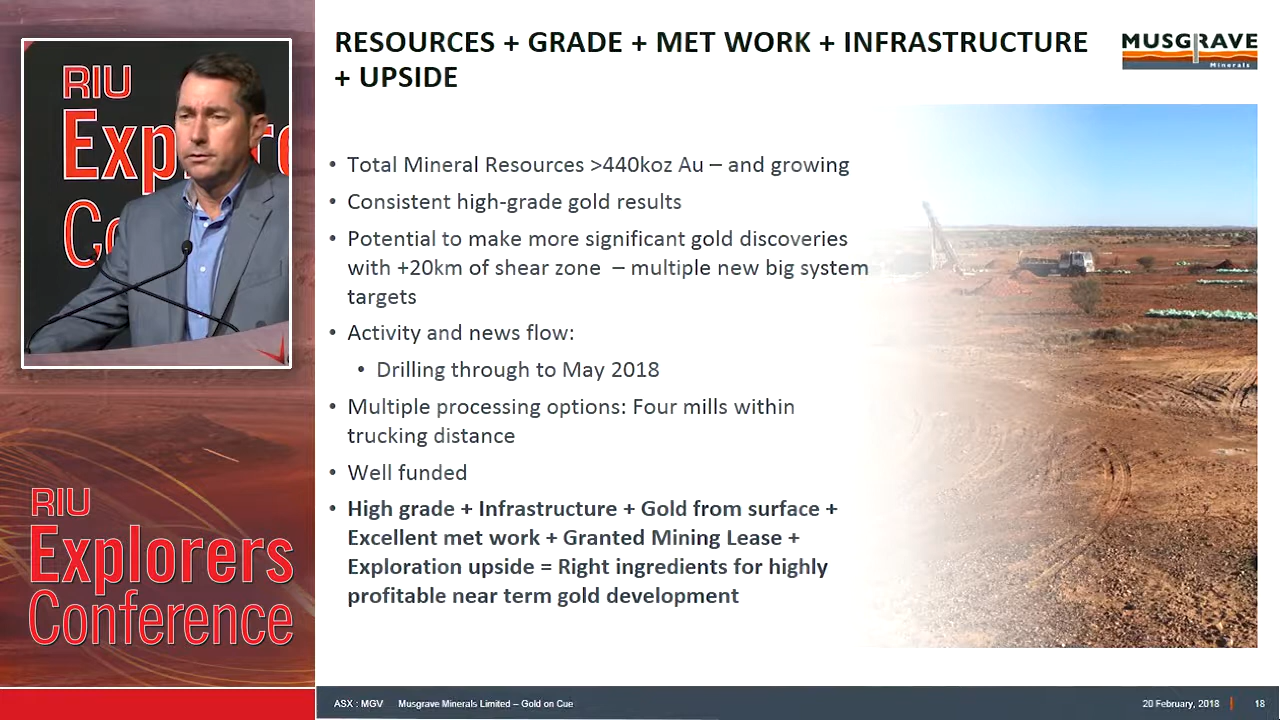 RIU
Explore
Co
RIU
Explorers
Conference
RESOURCES + GRADE + MET WORK + INFRASTRUCTURE
+ UPSIDE
MUSGRAVE
Minerals
• Total Mineral Resources >440koz Au – and growing
• Consistent high-grade gold results
• Potential to make more significant gold discoveries
with +20km of shear zone – multiple new big system
targets
• Activity and news flow:
• Drilling through to May 2018
• Multiple processing options: Four mills within
trucking distance
• Well funded
• High grade + Infrastructure + Gold from surface +
Excellent met work + Granted Mining Lease +
Exploration upside = Right ingredients for highly
profitable near term gold development
ASX : MGV Musgrave Minerals Limited – Gold on Cue
20 February, 2018 | 18